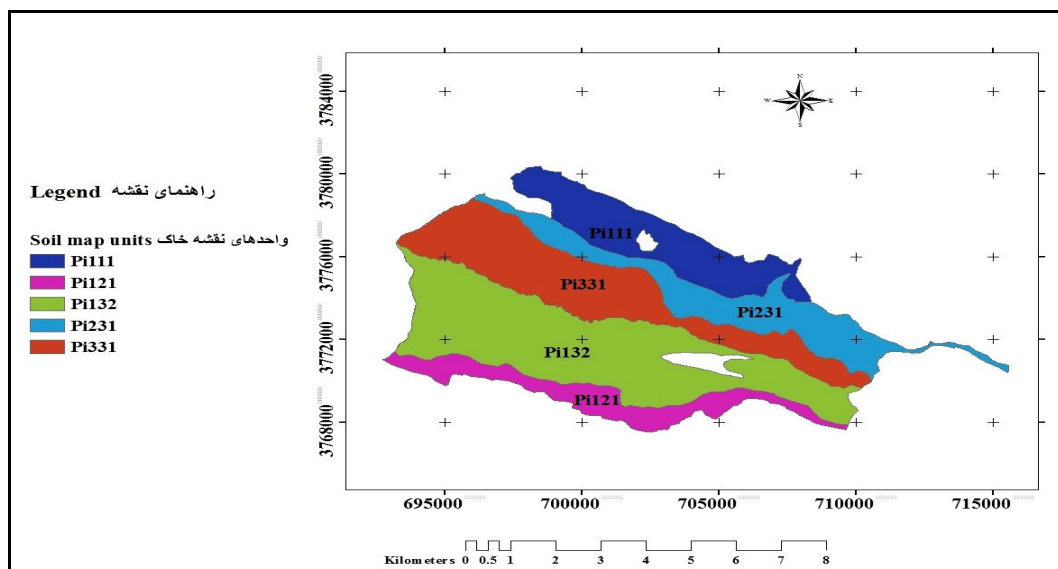 N
W E
S
3784000
3780000
3776000
3772000
3768000
Legend راهنمای نقشه
Soil map units واحدهای نقشه خاک
Pi111
Pi121
Pi132
Pi231
Pi331
Pi111
Pi331
Pi231
Pi132
Pi121
695000 700000 705000 710000 715000
Kilometers 0 0.5 1 2 3 4 5 6 7 8